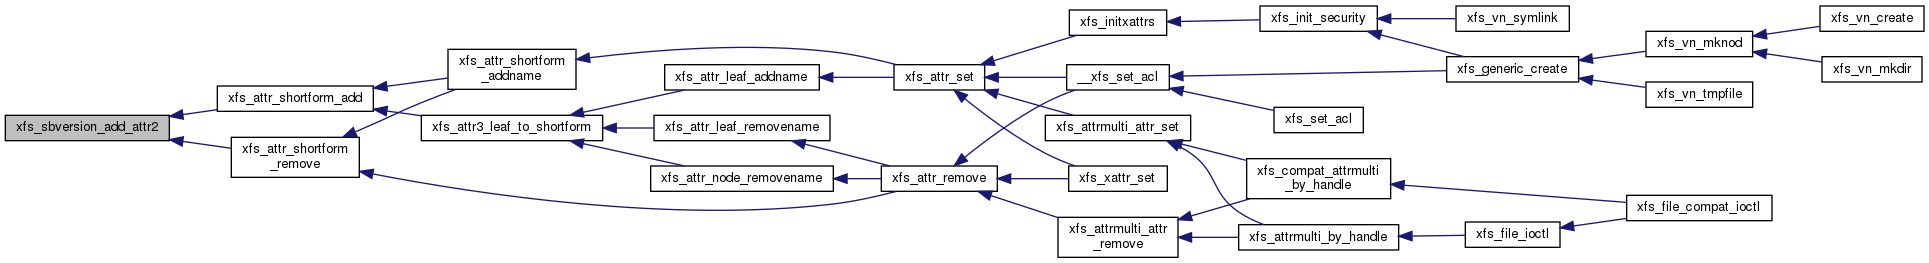 xfs_sbversion_add_attr2
xfs_attr_shortform_add
xfs_attr_shortform
_remove
xfs_attr_shortform
_addname
xfs_attr3_leaf_to_shortform
xfs_attr_leaf_addname
xfs_attr_leaf_removename
xfs_attr_node_removename
xfs_attr_set
xfs_attr_remove
xfs_initxattrs
__xfs_set_acl
xfs_attrmulti_attr_set
xfs_xattr_set
xfs_attrmulti_attr
_remove
xfs_init_security
xfs_set_acl
xfs_compat_attrmulti
_by_handle
xfs_attrmulti_by_handle
xfs_vn_symlink
xfs_generic_create
xfs_file_ioctl
xfs_vn_mknod
xfs_vn_tmpfile
xfs_file_compat_ioctl
xfs_vn_create
xfs_vn_mkdir